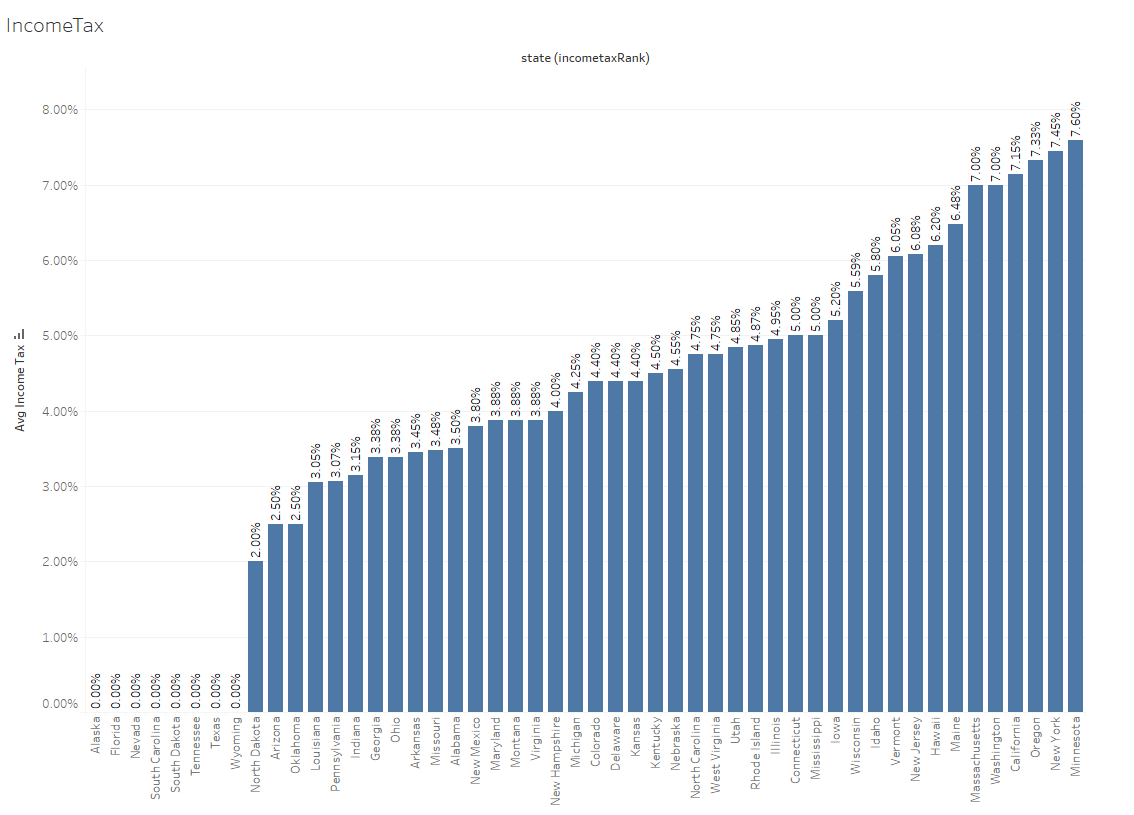 IncomeTax
state (incometaxRank)
Avg Income Tax
8.00%
7.00%
6.00%
5.00%
4.00%
3.00%
2.00%
1.00%
0.00%
0.00%
0.00%
0.00%
0.00%
0.00%
0.00%
0.00%
0.00%
2.00%
2.50%
2.50%
3.05%
3.07%
3.15%
3.38%
3.38%
3.45%
3.48%
3.50%
3.80%
3.88%
3.88%
3.88%
4.00%
4.25%
4.40%
4.40%
4.40%
4.50%
4.55%
4.75%
4.75%
4.85%
4.87%
4.95%
5.00%
5.00%
5.20%
5.59%
5.80%
6.05%
6.08%
6.20%
6.48%
7.00%
7.00%
7.15%
7.33%
7.45%
7.60%
Alaska
Florida
Nevada
South Carolina
South Dakota
Tennessee
Texas
Wyoming
North Dakota
Arizona
Oklahoma
Louisiana
Pennsylvania
Indiana
Georgia
Ohio
Arkansas
Missouri
Alabama
New Mexico
Maryland
Montana
Virginia
New Hampshire
Michigan
Colorado
Delaware
Kansas
Kentucky
Nebraska
North Carolina
West Virginia
Utah
Rhode Island
Illinois
Connecticut
Mississippi
Iowa
Wisconsin
Idaho
Vermont
New Jersey
Hawaii
Maine
Massachusetts
Washington
California
Oregon
New York
Minnesota